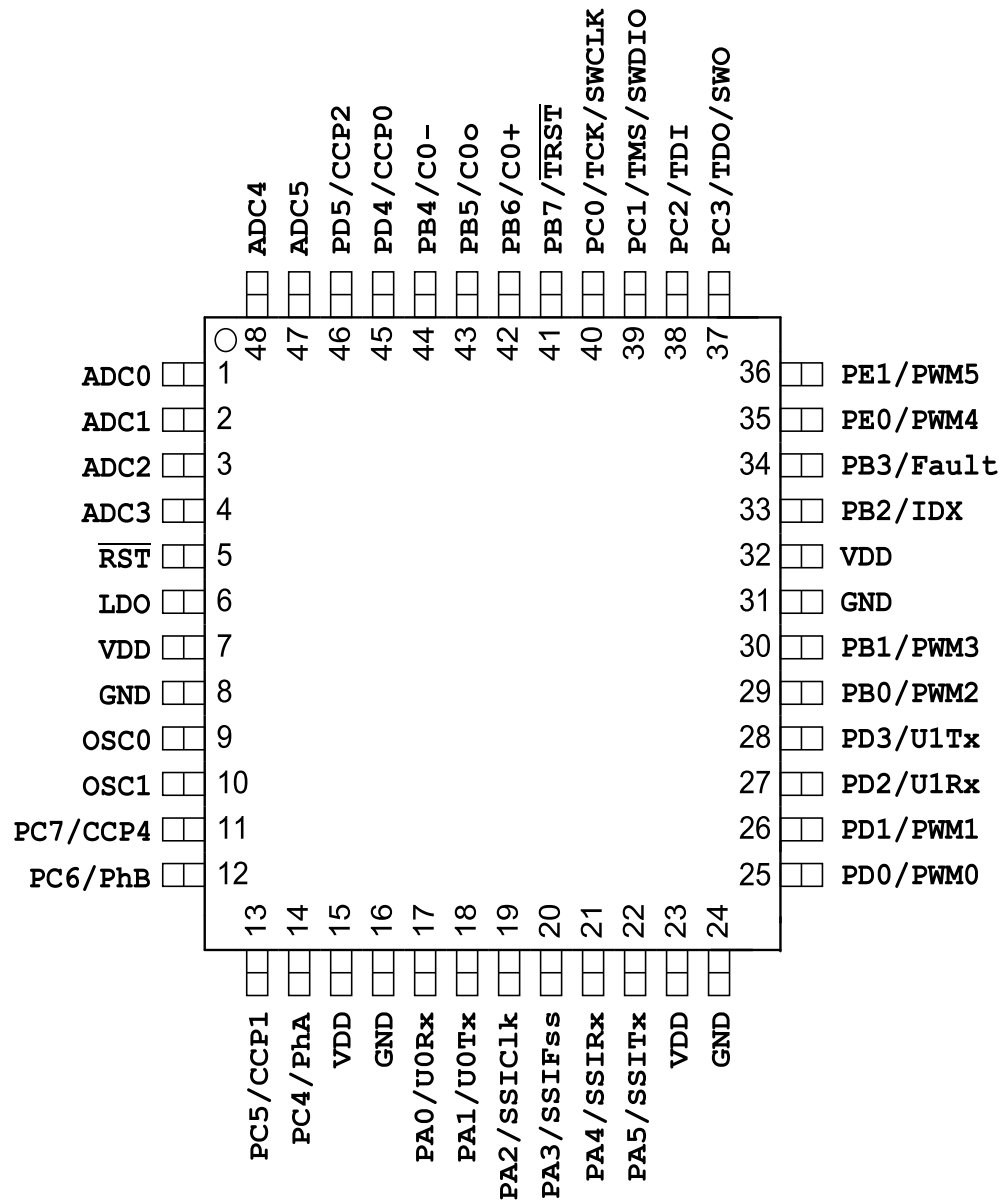 ADC4
ADC5
PD5/CCP2
PD4/CCP0
PB4/C0-
PB5/C0o
PB6/C0+
PB7/TRST
PC0/TCK/SWCLK
PC1/TMS/SWDIO
PC2/TDI
PC3/TDO/SWO
48
47
46
45
44
43
42
41
40
39
38
37
ADC0 1
ADC1 2
ADC2 3
ADC3 4
RST 5
LDO 6
VDD 7
GND 8
OSC0 9
OSC1 10
PC7/CCP4 11
PC6/PhB 12
36 PE1/PWM5
35 PE0/PWM4
34 PB3/Fault
33 PB2/IDX
32 VDD
31 GND
30 PB1/PWM3
29 PB0/PWM2
28 PD3/U1Tx
27 PD2/U1Rx
26 PD1/PWM1
25 PD0/PWM0
13
14
15
16
17
18
19
20
21
22
23
24
PC5/CCP1
PC4/PhA
VDD
GND
PA0/U0Rx
PA1/U0Tx
PA2/SSIClk
PA3/SSIFss
PA4/SSIRx
PA5/SSITx
VDD
GND